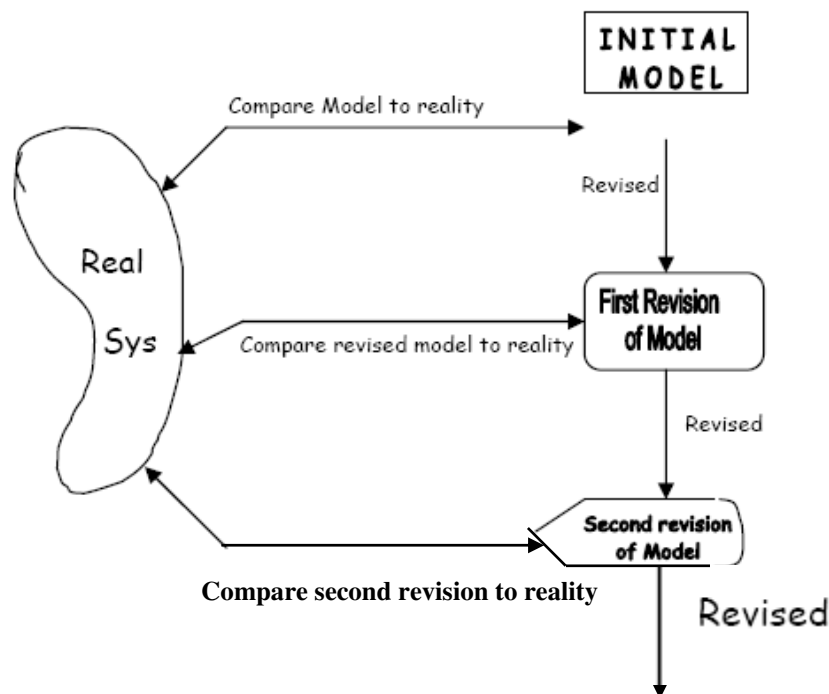 INITIAL
MODEL
Compare Model to reality
Revised
Real
Sys
First Revision
of Model
Compare revised model to reality
Revised
Second revision
of Model
Compare second revision to reality
Revised